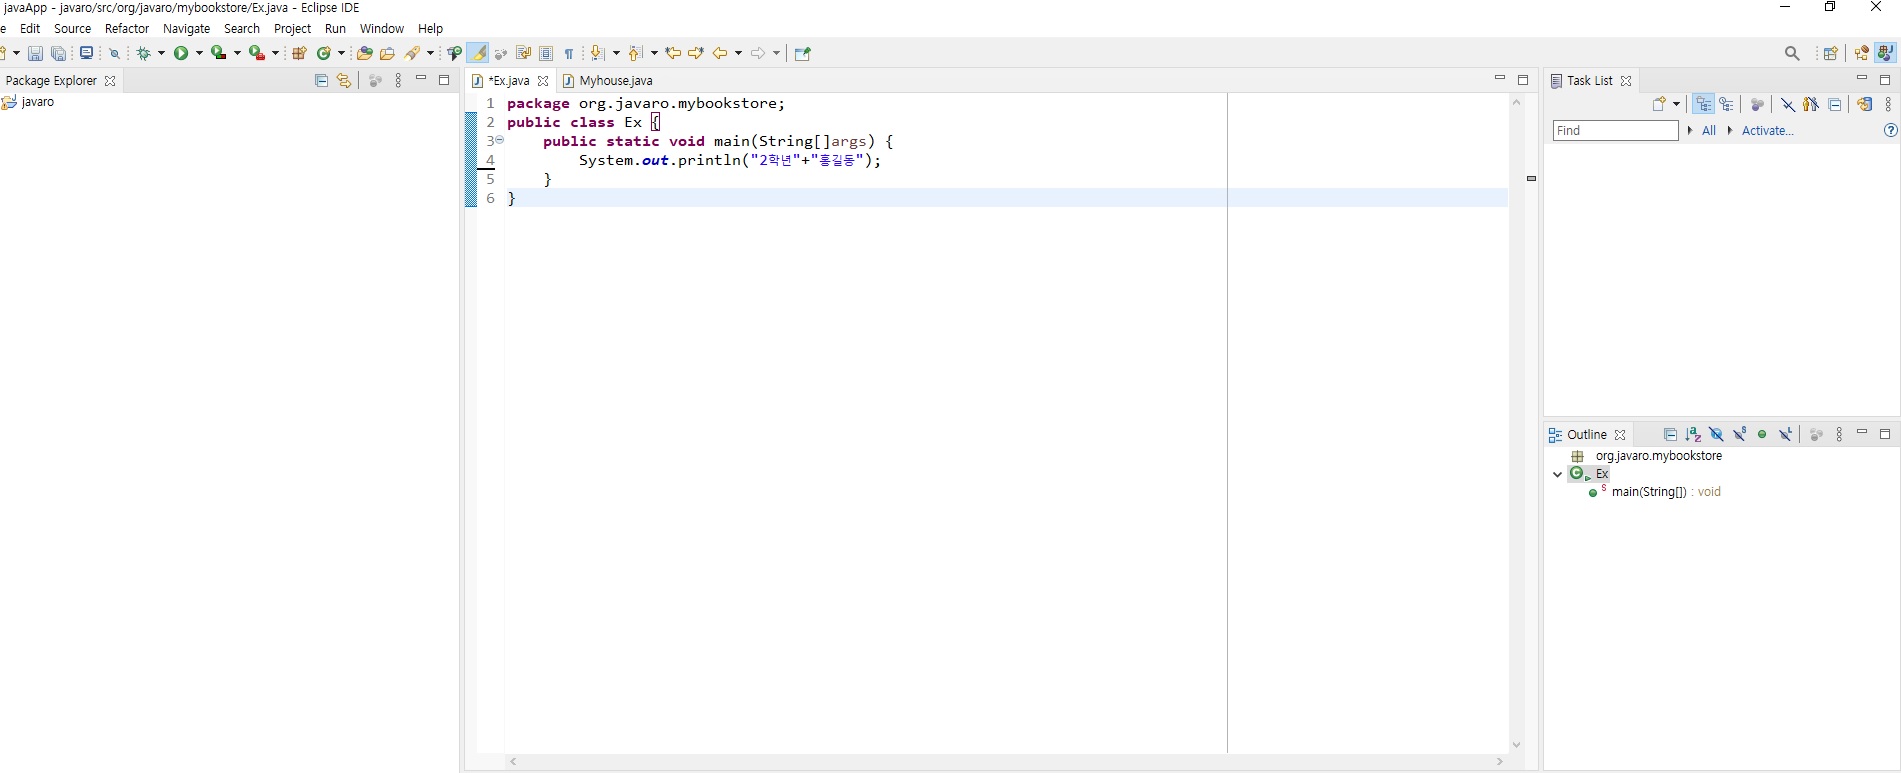 javaApp - javaro/src/org/javaro/mybookstore/Ex.java - Eclipse IDE
e Edit Source Refactor Navigate Search Project Run Window Help
Package Explorer
javaro
*Ex.java Myhouse.java
1 package org.javaro.mybookstore;
2 public class Ex {
3 public static void main(String[]args) {
4 System.out.println("2학년"+"홍길동");
5 }
6 }
Task List
Find All Activate...
Outline
org.javaro.mybookstore
Ex
main(String[]) : void